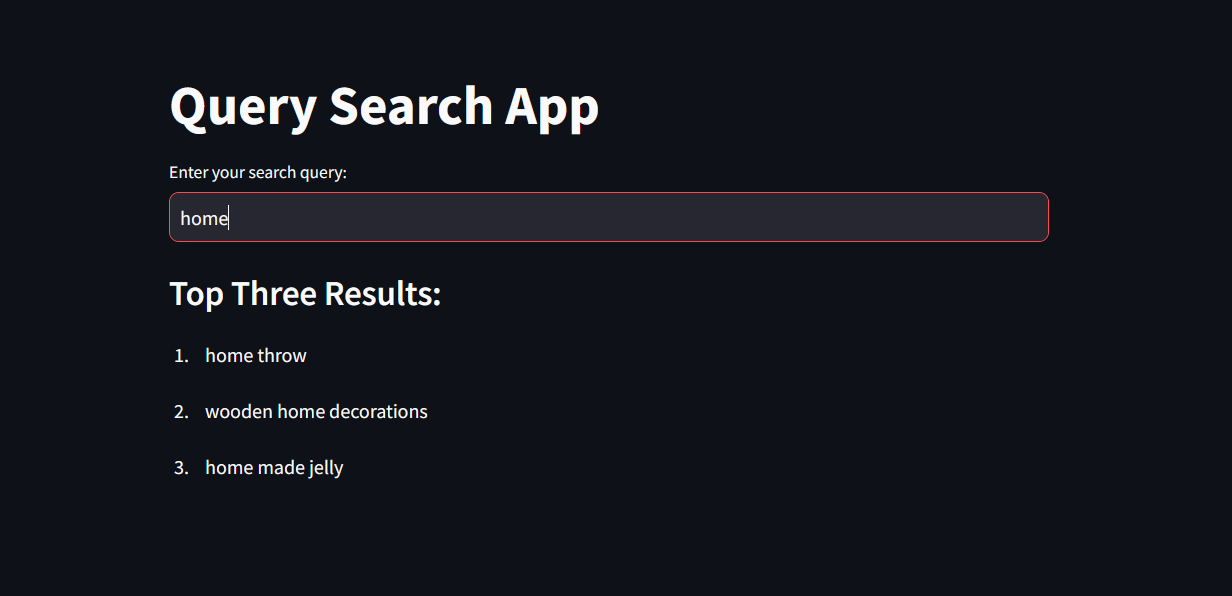 Query Search App
Enter your search query:
home
Top Three Results:
1. home throw
2. wooden home decorations
3. home made jelly